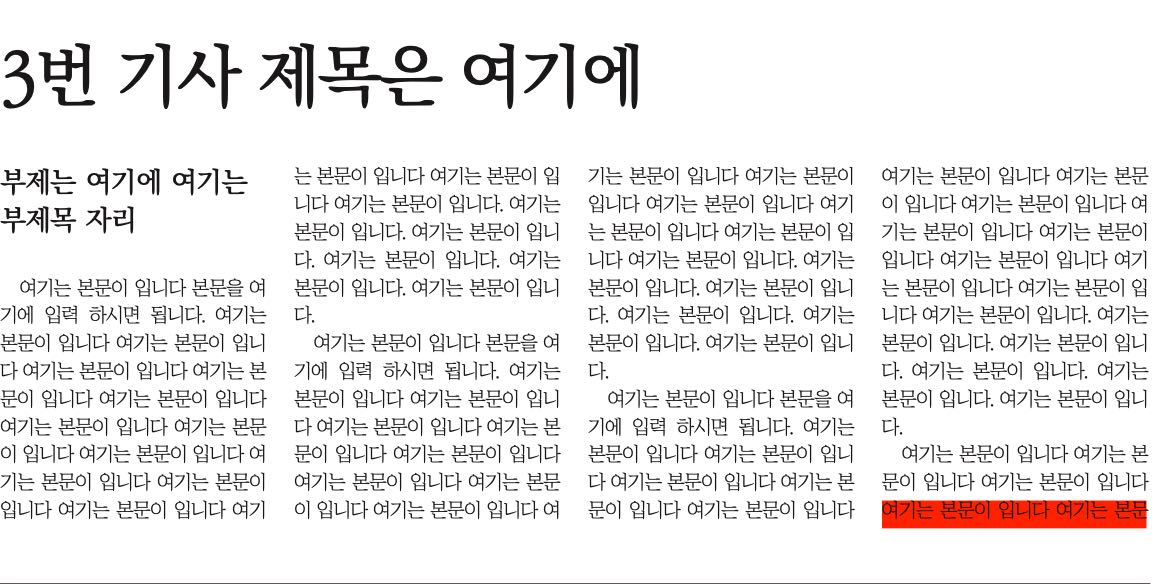 3번 기사 제목은 여기에
부제는 여기에 여기는
부제목 자리
여기는 본문이 입니다 본문을 여
기에 입력 하시면 됩니다. 여기는
본문이 입니다 여기는 본문이 입니
다 여기는 본문이 입니다 여기는 본
문이 입니다 여기는 본문이 입니다
여기는 본문이 입니다 여기는 본문
이 입니다 여기는 본문이 입니다 여
기는 본문이 입니다 여기는 본문이
입니다 여기는 본문이 입니다 여기
는 본문이 입니다 여기는 본문이 입
니다 여기는 본문이 입니다. 여기는
본문이 입니다. 여기는 본문이 입니
다. 여기는 본문이 입니다. 여기는
본문이 입니다. 여기는 본문이 입니
다.
여기는 본문이 입니다 본문을 여
기에 입력 하시면 됩니다. 여기는
본문이 입니다 여기는 본문이 입니
다 여기는 본문이 입니다 여기는 본
문이 입니다 여기는 본문이 입니다
여기는 본문이 입니다 여기는 본문
이 입니다 여기는 본문이 입니다 여
기는 본문이 입니다 여기는 본문이
입니다 여기는 본문이 입니다 여기
는 본문이 입니다 여기는 본문이 입
니다 여기는 본문이 입니다. 여기는
본문이 입니다. 여기는 본문이 입니
다. 여기는 본문이 입니다. 여기는
본문이 입니다. 여기는 본문이 입니
다.
여기는 본문이 입니다 본문을 여
기에 입력 하시면 됩니다. 여기는
본문이 입니다 여기는 본문이 입니
다 여기는 본문이 입니다 여기는 본
문이 입니다 여기는 본문이 입니다
여기는 본문이 입니다 여기는 본문
이 입니다 여기는 본문이 입니다 여
기는 본문이 입니다 여기는 본문이
입니다 여기는 본문이 입니다 여기
는 본문이 입니다 여기는 본문이 입
니다 여기는 본문이 입니다. 여기는
본문이 입니다. 여기는 본문이 입니
다. 여기는 본문이 입니다. 여기는
본문이 입니다. 여기는 본문이 입니
다.
여기는 본문이 입니다 여기는 본
문이 입니다 여기는 본문이 입니다
여기는 본문이 입니다 여기는 본문